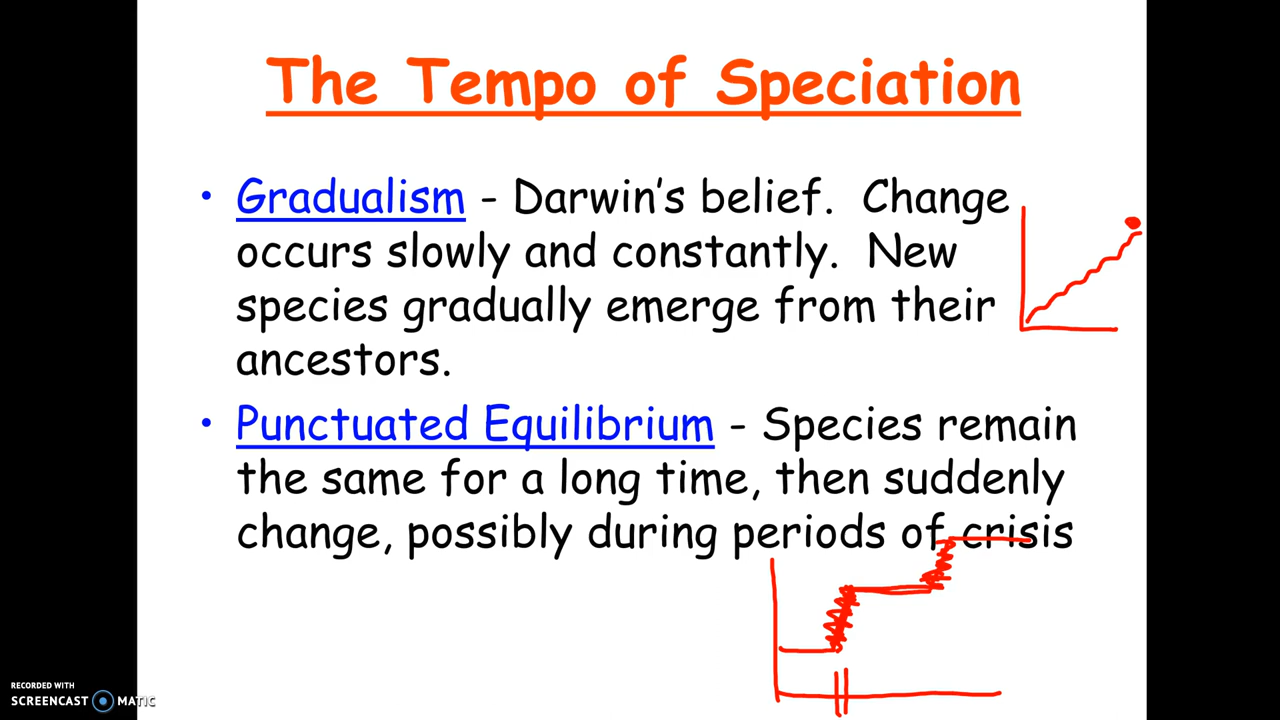 The Tempo of Speciation
• Gradualism - Darwin's belief. Change
occurs slowly and constantly. New
species gradually emerge from their
ancestors.
• Punctuated Equilibrium - Species remain
the same for a long time, then suddenly
change, possibly during periods of crisis
RECORDED WITH
SCREENCAST MATIC